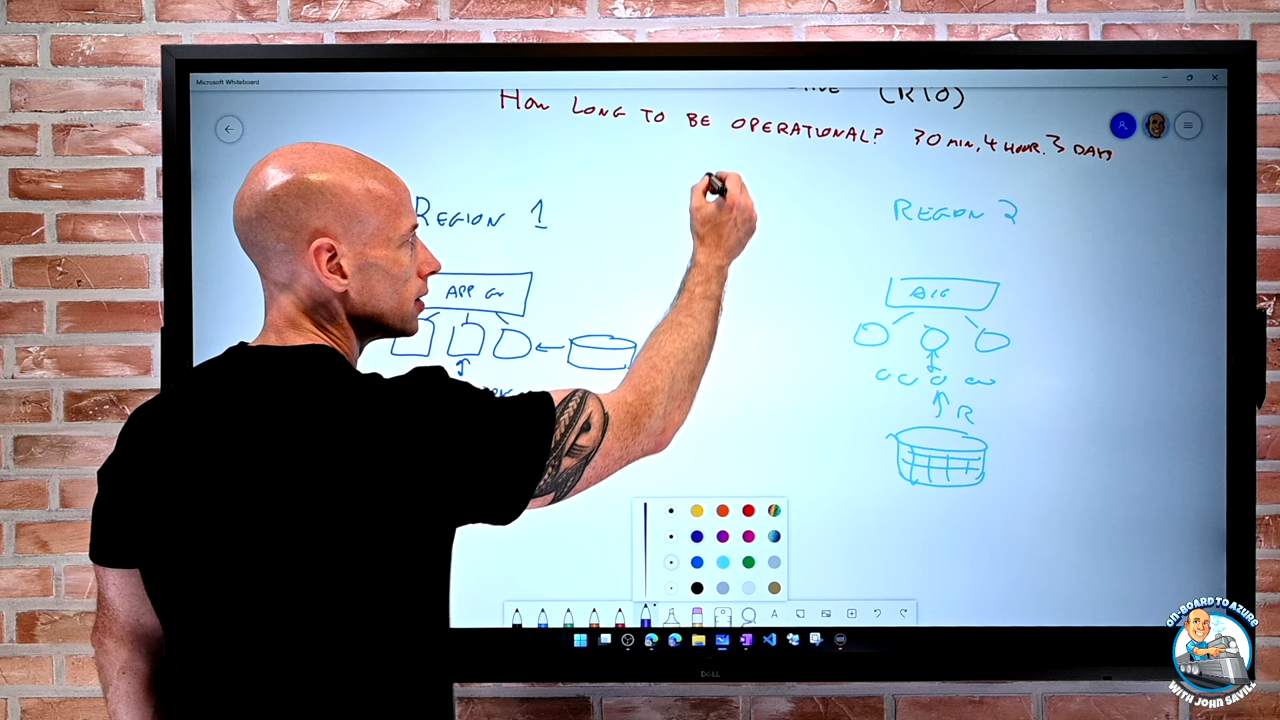 Microsoft Whiteboard
(RTO)
HOW LONG TO BE OPERATIONAL? 30 MIN, 4 HOUR. 3 DAYS
REGION 1
REGION 2
APP GW
R
A
DELL
ON-BOARD TO AZURE
WITH JOHN SAVILL